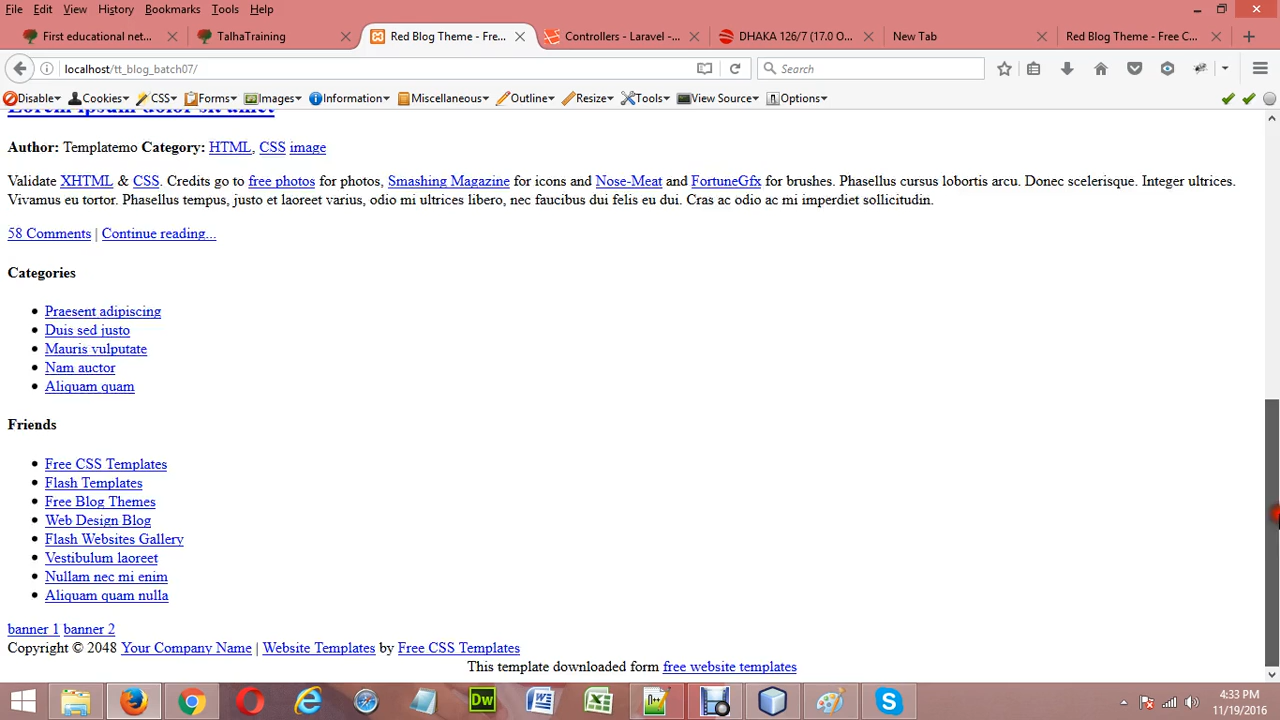 File Edit View History Bookmarks Tools Help
First educational net... TalhaTraining Red Blog Theme - Fre... Controllers - Laravel -... DHAKA 126/7 (17.0 O... New Tab Red Blog Theme - Free C...
localhost/tt_blog_batch07/ Search
Disable Cookies CSS Forms Images Information Miscellaneous Outline Resize Tools View Source Options
Lorem ipsum dolor sit amet
Author: Templatemo Category: HTML, CSS image
Validate XHTML & CSS. Credits go to free photos for photos, Smashing Magazine for icons and Nose-Meat and FortuneGfx for brushes. Phasellus cursus lobortis arcu. Donec scelerisque. Integer ultrices.
Vivamus eu tortor. Phasellus tempus, justo et laoreet varius, odio mi ultrices libero, nec faucibus dui felis eu dui. Cras ac odio ac mi imperdiet sollicitudin.
58 Comments | Continue reading...
Categories
Praesent adipiscing
Duis sed justo
Mauris vulputate
Nam auctor
Aliquam quam
Friends
Free CSS Templates
Flash Templates
Free Blog Themes
Web Design Blog
Flash Websites Gallery
Vestibulum laoreet
Nullam nec mi enim
Aliquam quam nulla
banner 1 banner 2
Copyright © 2048 Your Company Name | Website Templates by Free CSS Templates
This template downloaded form free website templates
Dw
4:33 PM
11/19/2016